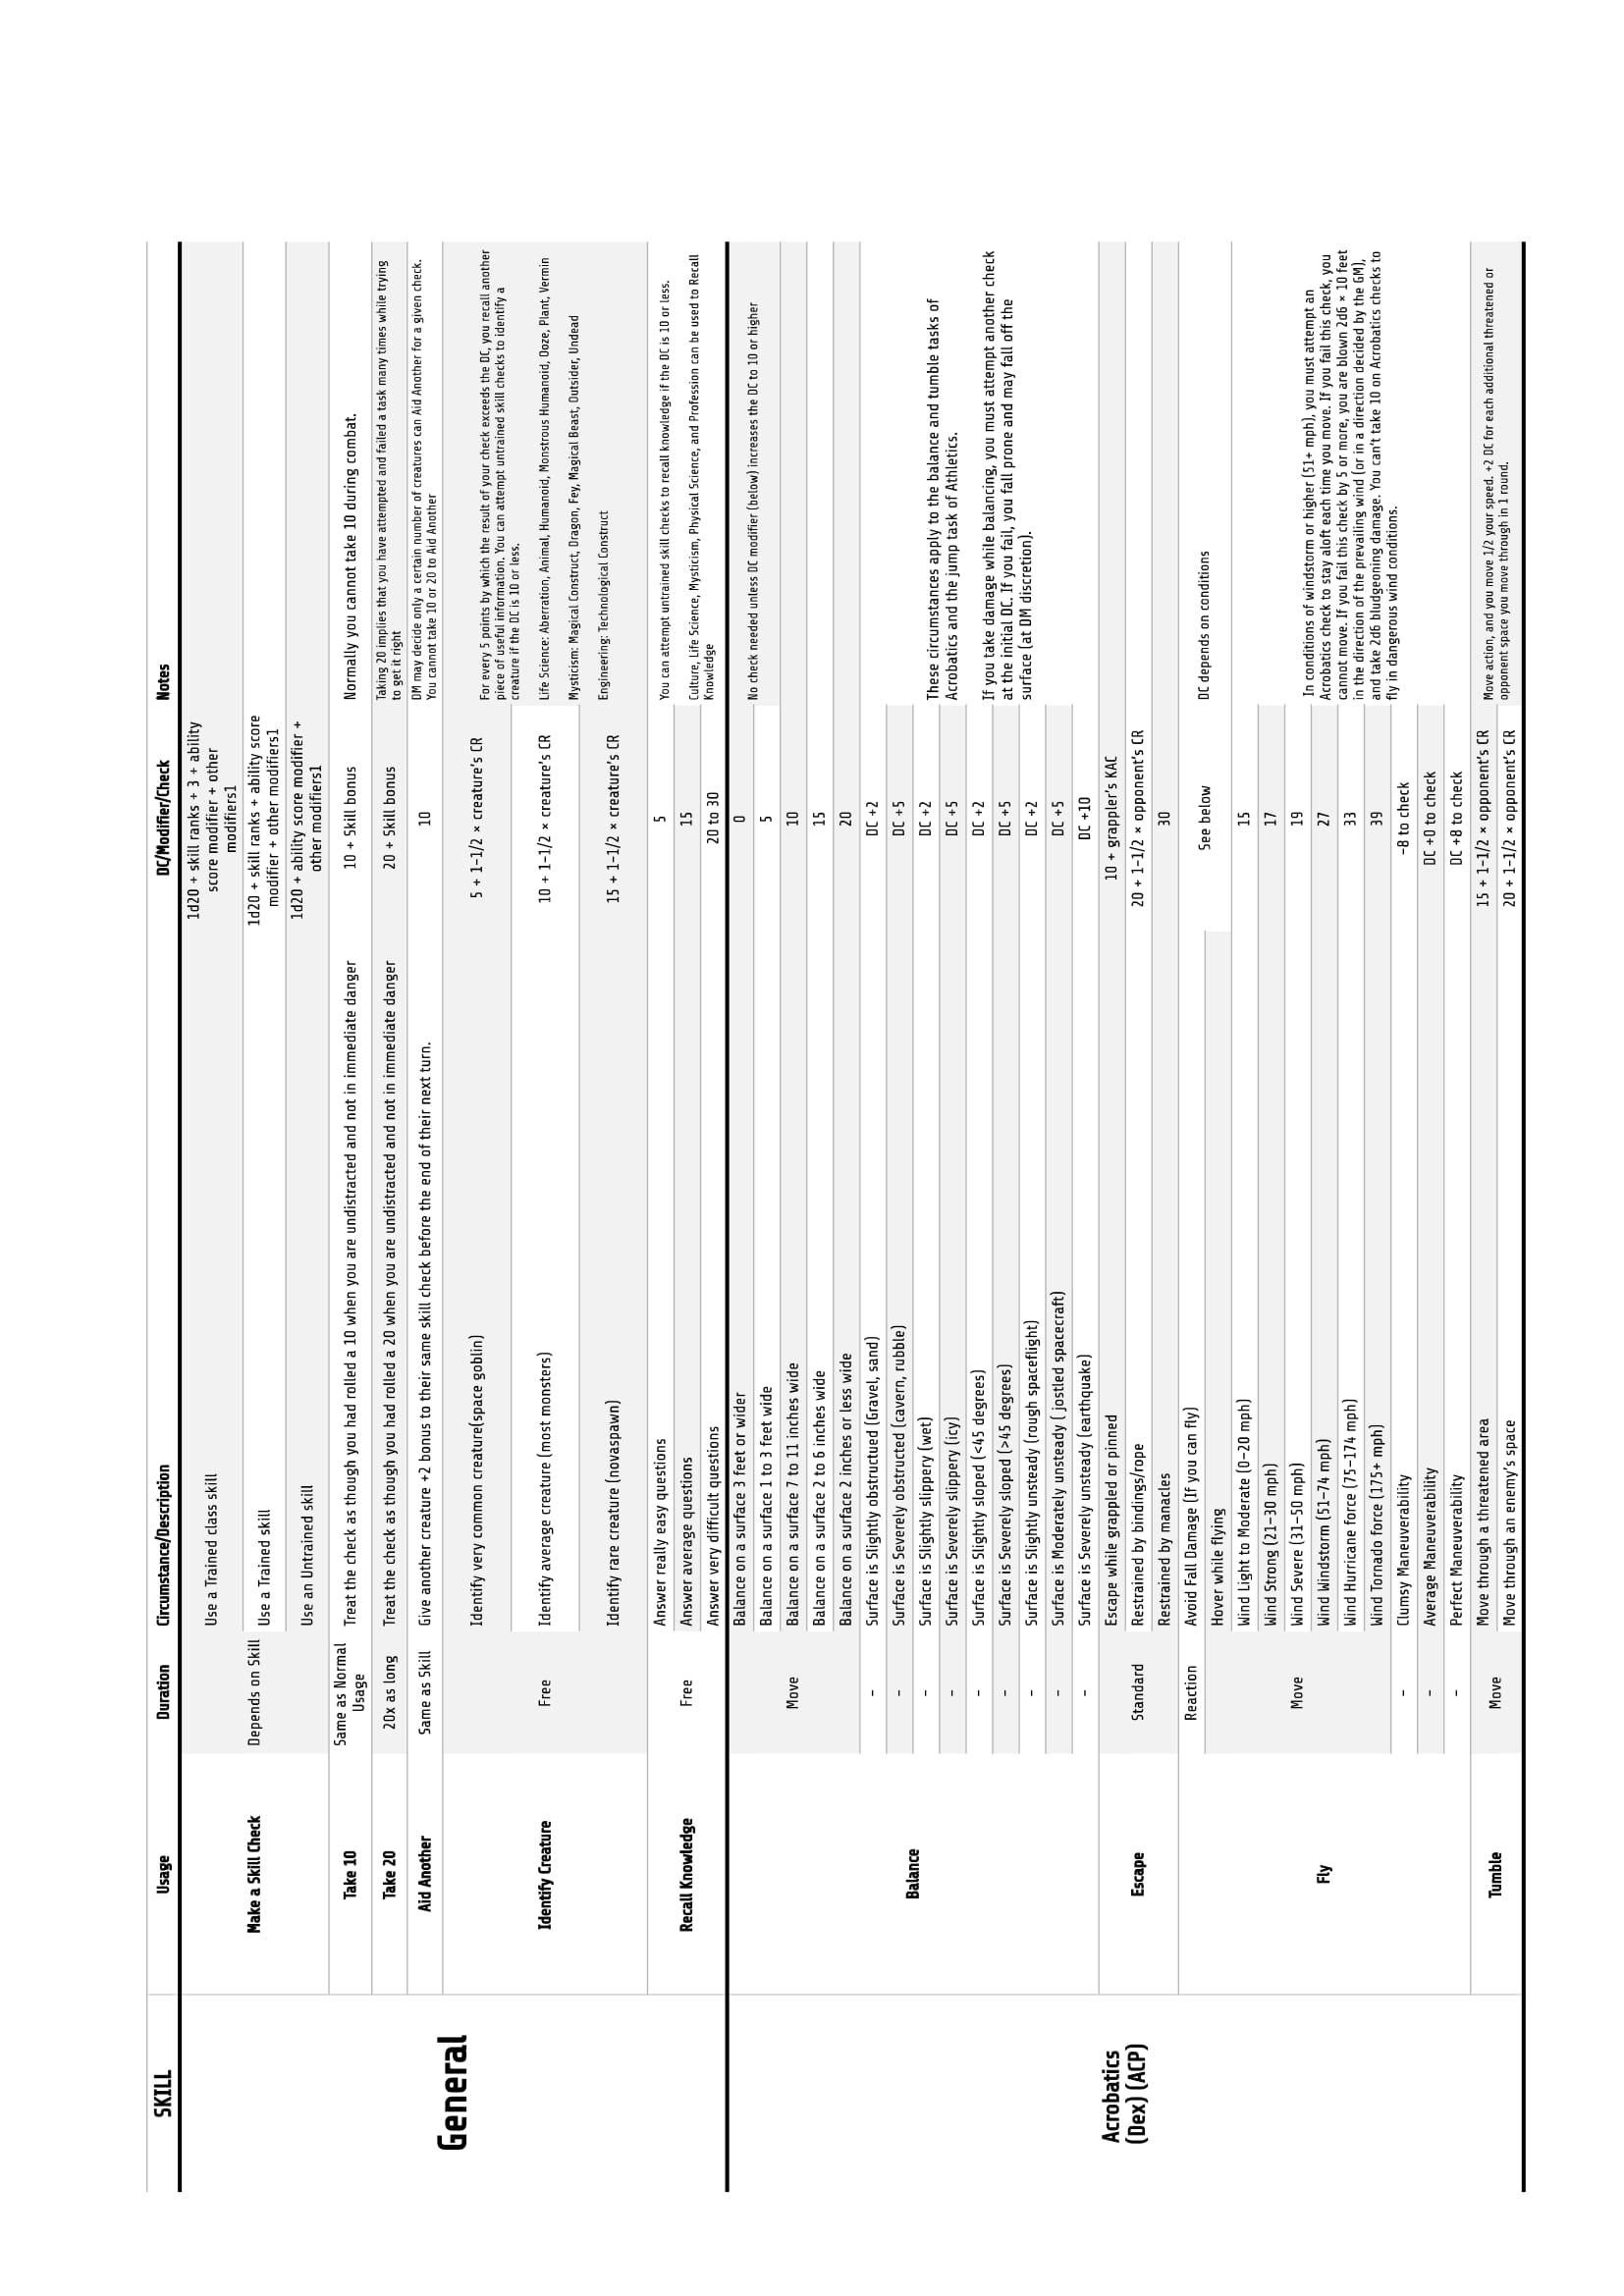 SKILL Usage Duration Circumstance/Description DC/Modifier/Check Notes
General
Make a Skill Check
Depends on Skill
Use a Trained class skill
1d20 + skill ranks + 3 + ability
score modifier + other
modifiers1
Use a Trained skill
1d20 + skill ranks + ability score
modifier + other modifiers1
Use an Untrained skill
1d20 + ability score modifier +
other modifiers1
Take 10
Same as Normal
Usage
Treat the check as though you had rolled a 10 when you are undistracted and not in immediate danger
10 + Skill bonus
Normally you cannot take 10 during combat.
Take 20
20x as long
Treat the check as though you had rolled a 20 when you are undistracted and not in immediate danger
20 + Skill bonus
Taking 20 implies that you have attempted and failed a task many times while trying
to get it right
Aid Another
Same as Skill
Give another creature +2 bonus to their same skill check before the end of their next turn.
10
DM may decide only a certain number of creatures can Aid Another for a given check.
You cannot take 10 or 20 to Aid Another
Identify Creature
Free
Identify very common creature(space goblin)
5 + 1-1/2 × creature's CR
Identify average creature (most monsters)
10 + 1-1/2 × creature's CR
Identify rare creature (novaspawn)
15 + 1-1/2 × creature's CR
For every 5 points by which the result of your check exceeds the DC, you recall another
piece of useful information. You can attempt untrained skill checks to identify a
creature if the DC is 10 or less.
Life Science: Aberration, Animal, Humanoid, Monstrous Humanoid, Ooze, Plant, Vermin
Mysticism: Magical Construct, Dragon, Fey, Magical Beast, Outsider, Undead
Engineering: Technological Construct
Recall Knowledge
Free
Answer really easy questions 5
Answer average questions 15
Answer very difficult questions 20 to 30
You can attempt untrained skill checks to recall knowledge if the DC is 10 or less.
Culture, Life Science, Mysticism, Physical Science, and Profession can be used to Recall
Knowledge
Acrobatics
(Dex) (ACP)
Balance
Move
Balance on a surface 3 feet or wider 0
Balance on a surface 1 to 3 feet wide 5
No check needed unless DC modifier (below) increases the DC to 10 or higher
Balance on a surface 7 to 11 inches wide 10
Balance on a surface 2 to 6 inches wide 15
Balance on a surface 2 inches or less wide 20
- Surface is Slightly obstructued (Gravel, sand) DC +2
- Surface is Severely obstructed (cavern, rubble) DC +5
- Surface is Slightly slippery (wet) DC +2
- Surface is Severely slippery (icy) DC +5
- Surface is Slightly sloped (<45 degrees) DC +2
- Surface is Severely sloped (>45 degrees) DC +5
- Surface is Slightly unsteady (rough spaceflight) DC +2
- Surface is Moderately unsteady ( jostled spacecraft) DC +5
- Surface is Severely unsteady (earthquake) DC +10
These circumstances apply to the balance and tumble tasks of
Acrobatics and the jump task of Athletics.
If you take damage while balancing, you must attempt another check
at the initial DC. If you fail, you fall prone and may fall off the
surface (at DM discretion).
Escape
Standard
Escape while grappled or pinned 10 + grappler's KAC
Restrained by bindings/rope 20 + 1-1/2 × opponent's CR
Restrained by manacles 30
Fly
Reaction
Avoid Fall Damage (If you can fly)
Move
Hover while flying
See below
DC depends on conditions
Wind Light to Moderate (0–20 mph) 15
Wind Strong (21–30 mph) 17
Wind Severe (31–50 mph) 19
Wind Windstorm (51–74 mph) 27
Wind Hurricane force (75–174 mph) 33
Wind Tornado force (175+ mph) 39
- Clumsy Maneuverability -8 to check
- Average Maneuverability DC +0 to check
- Perfect Maneuverability DC +8 to check
In conditions of windstorm or higher (51+ mph), you must attempt an
Acrobatics check to stay aloft each time you move. If you fail this check, you
cannot move. If you fail this check by 5 or more, you are blown 2d6 × 10 feet
in the direction of the prevailing wind (or in a direction decided by the GM),
and take 2d6 bludgeoning damage. You can't take 10 on Acrobatics checks to
fly in dangerous wind conditions.
Tumble
Move
Move through a threatened area 15 + 1-1/2 × opponent's CR
Move through an enemy's space 20 + 1-1/2 × opponent's CR
Move action, and you move 1/2 your speed. +2 DC for each additional threatened or
opponent space you move through in 1 round.